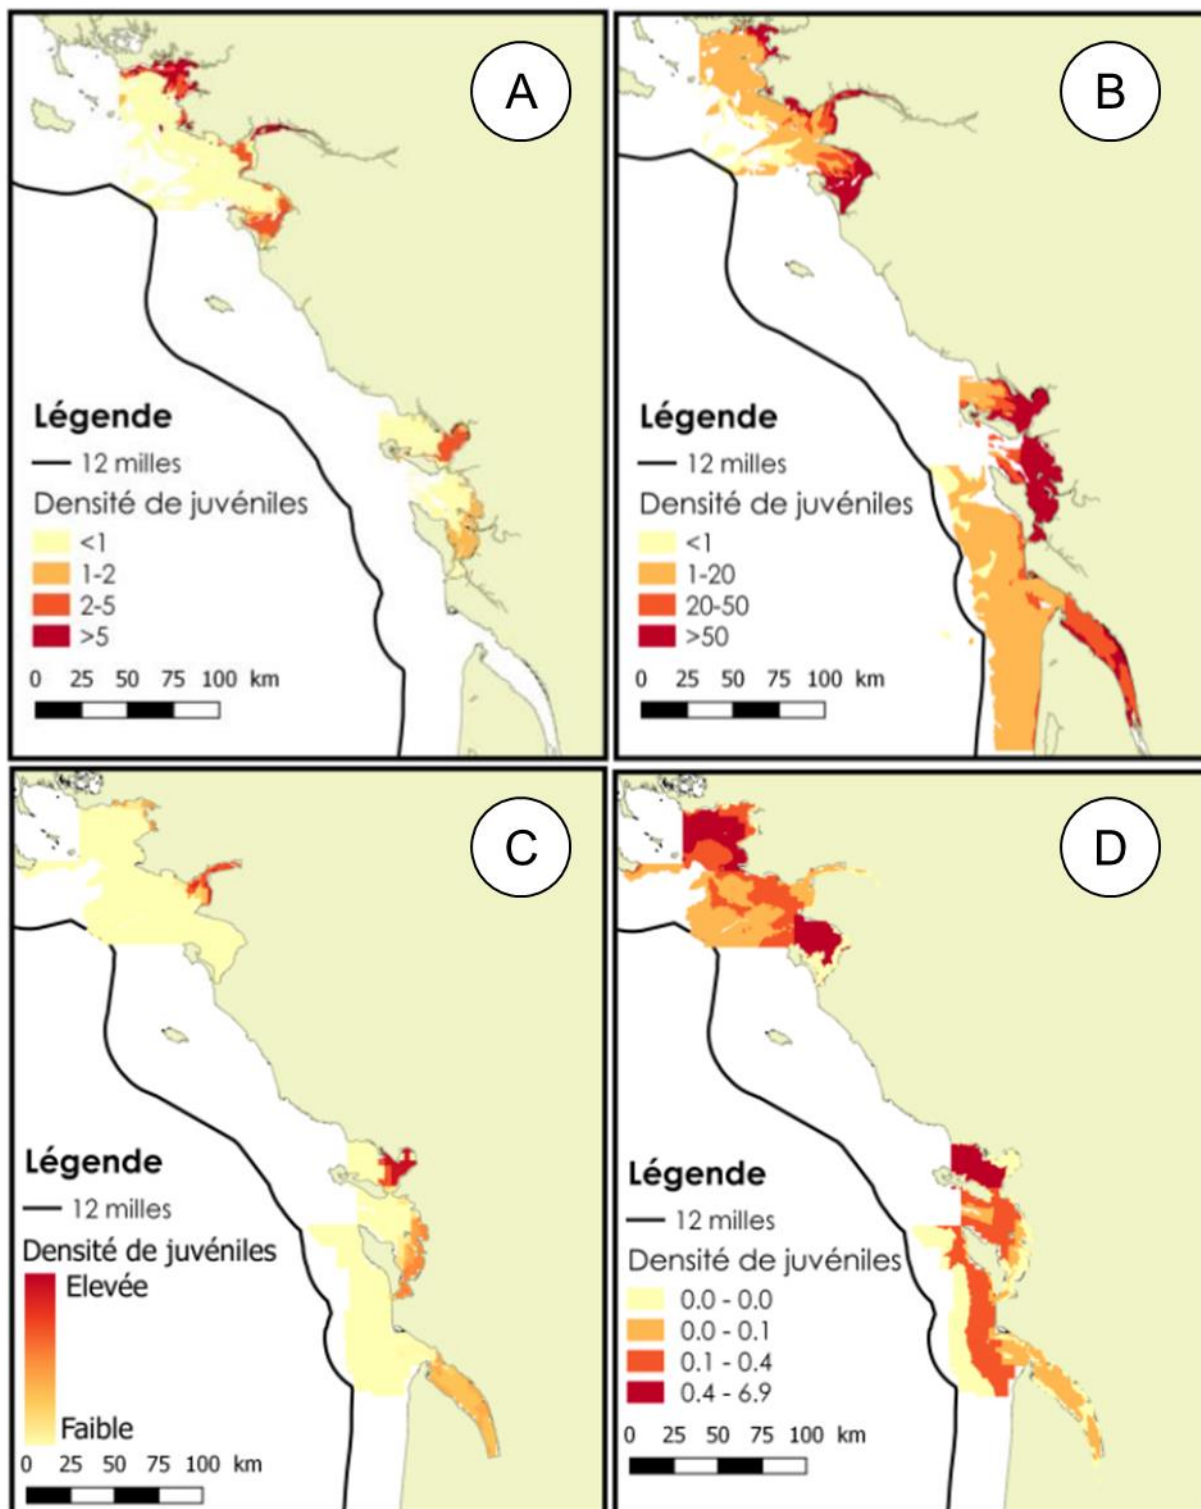 A
Légende
12 milles
Densité de juvéniles
<1
1-2
2-5
>5
0 25 50 75 100 km
B
Légende
12 milles
Densité de juvéniles
<1
1-20
20-50
>50
0 25 50 75 100 km
C
Légende
12 milles
Densité de juvéniles
Elevée
Faible
0 25 50 75 100 km
D
Légende
12 milles
Densité de juvéniles
0.0 - 0.0
0.0 - 0.1
0.1 - 0.4
0.4 - 6.9
0 25 50 75 100 km